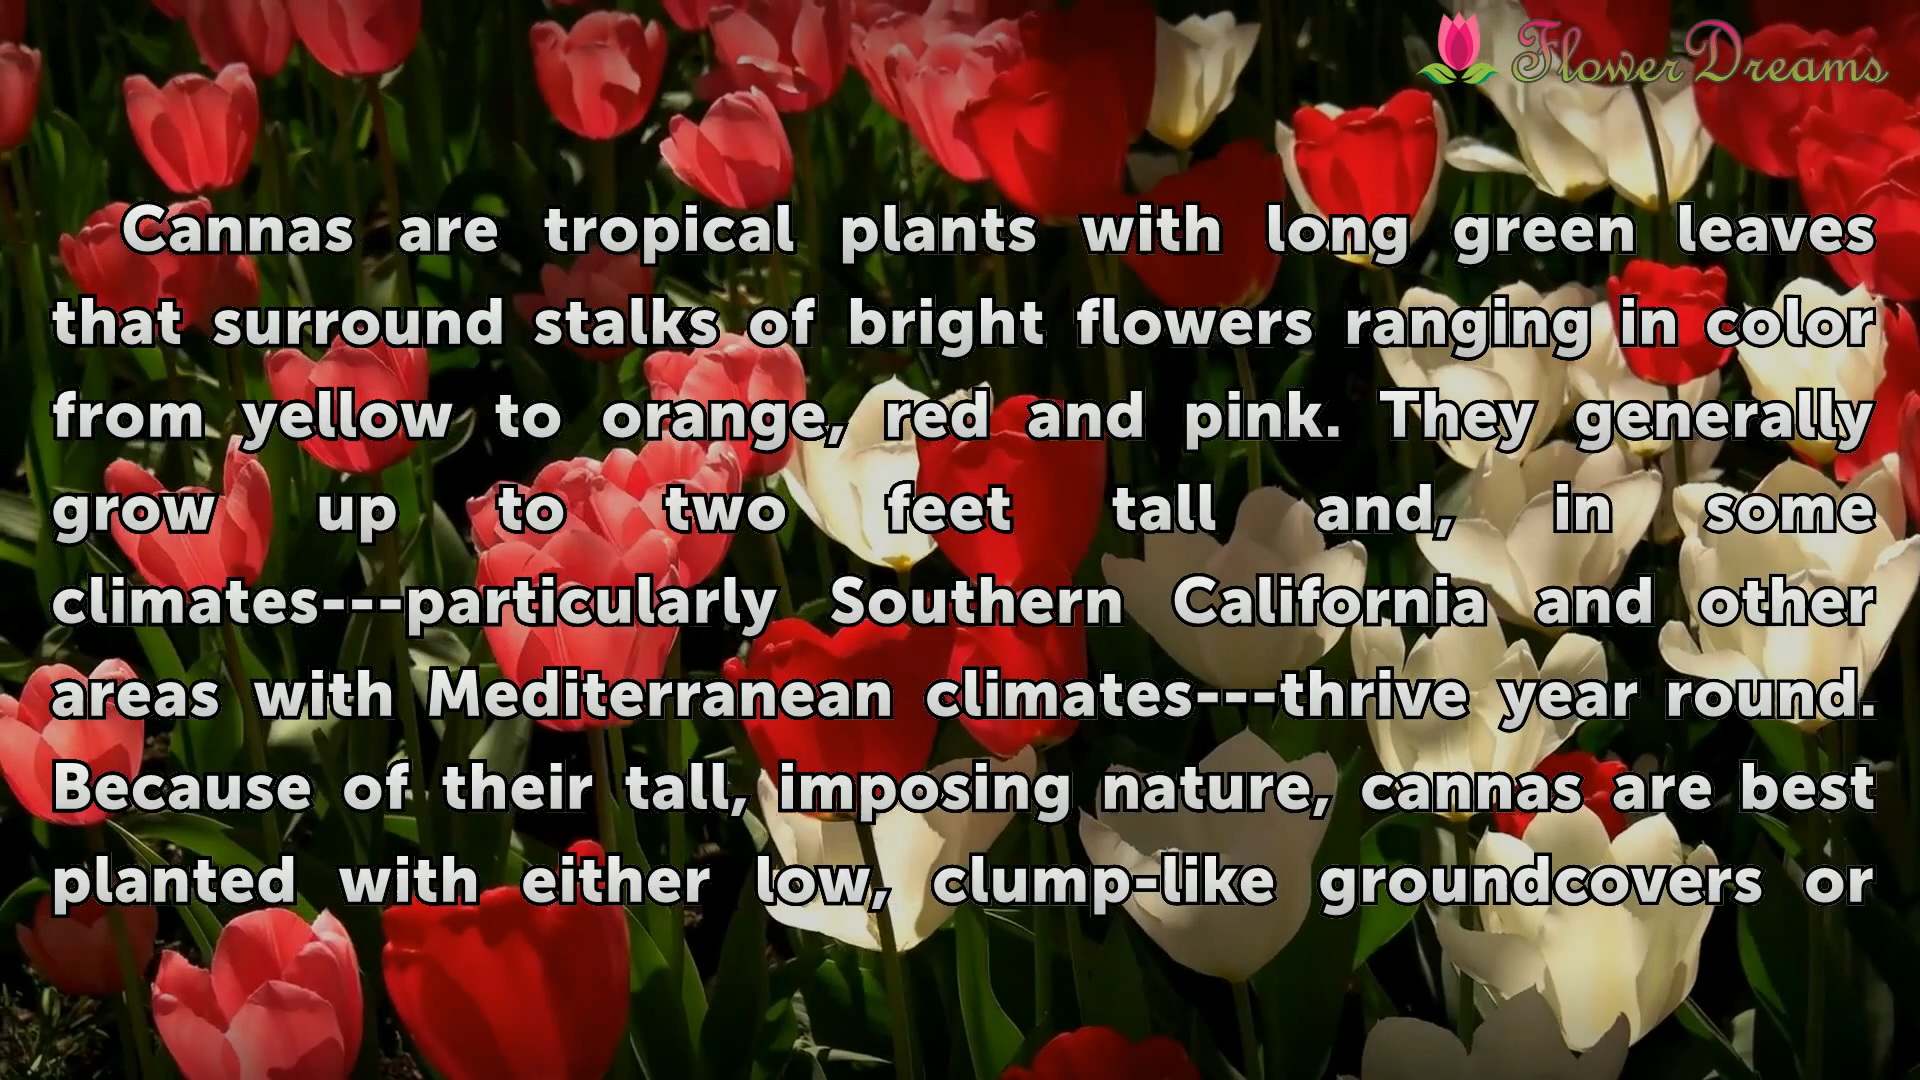 Flower Dreams
Cannas are tropical plants with long green leaves
that surround stalks of bright flowers ranging in color
from yellow to orange, red and pink. They generally
grow up to two feet tall and, in some
climates---particularly Southern California and other
areas with Mediterranean climates---thrive year round.
Because of their tall, imposing nature, cannas are best
planted with either low, clump-like groundcovers or